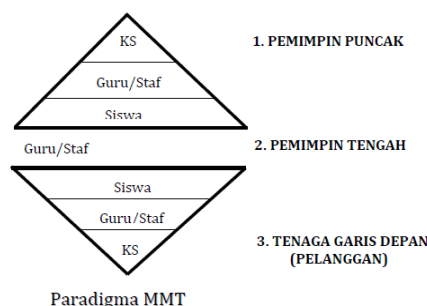 KS
1. PEMIMPIN PUNCAK
Guru/Staf
Siswa
Guru/Staf
2. PEMIMPIN TENGAH
Siswa
Guru/Staf
3. TENAGA GARIS DEPAN
(PELANGGAN)
KS
Paradigma MMT